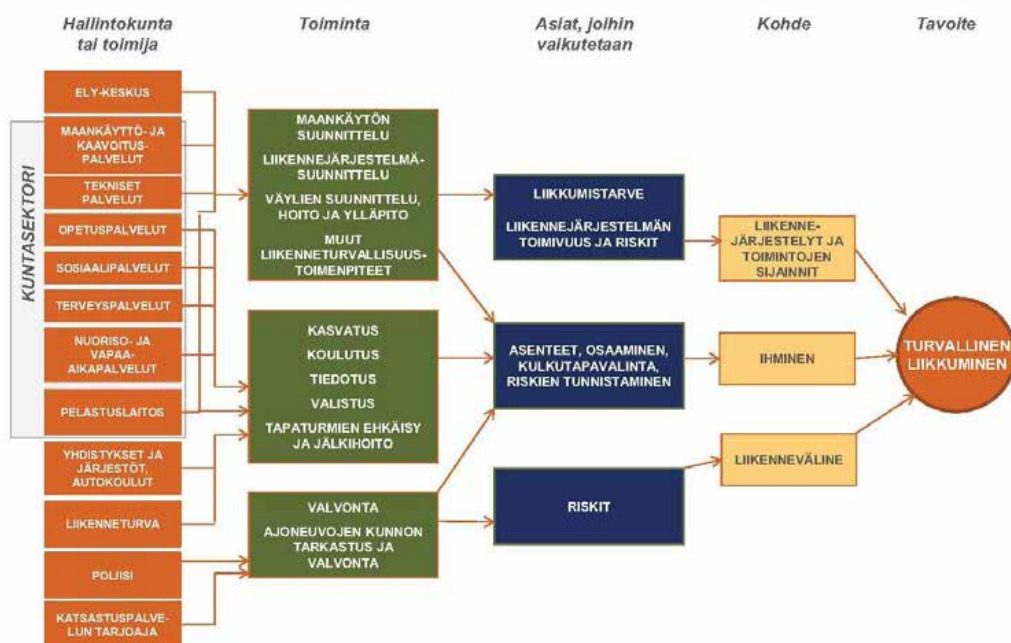 Hallintokunta
tai toimija
Toiminta
Asiat, joihin
vaikutetaan
Kohde
Tavoite
KUNTASEKTORI
ELY-KESKUS
MAANKÄYTTÖ- JA
KAAVOITUS-
PALVELUT
TEKNISET
PALVELUT
OPETUSPALVELUT
SOSIAALIPALVELUT
TERVEYSPALVELUT
NUORISO- JA
VAPAA-
AIKAPALVELUT
PELASTUSLAITOS
YHDISTYKSET JA
JÄRJESTÖT,
AUTOKOULUT
LIIKENNETURVA
POLIISI
KATSASTUSPALVE-
LUN TARJOAJA
MAANKÄYTÖN
SUUNNITTELU
LIIKENNEJÄRJESTELMÄ-
SUUNNITTELU
VÄYLIEN SUUNNITTELU,
HOITO JA YLLÄPITO
MUUT
LIIKENNETURVALLISUUS-
TOIMENPITEET
KASVATUS
KOULUTUS
TIEDOTUS
VALISTUS
TAPATURMIEN EHKÄISY
JA JÄLKIHOITO
VALVONTA
AJONEUVOJEN KUNNON
TARKASTUS JA
VALVONTA
LIIKKUMISTARVE
LIIKENNEJÄRJESTELMÄN
TOIMIVUUS JA RISKIT
ASENTEET, OSAAMINEN,
KULKUTAPAVALINTA,
RISKIEN TUNNISTAMINEN
RISKIT
LIIKENNE-
JÄRJESTELYT JA
TOIMINTOJEN
SIJAINNIT
IHMINEN
LIIKENNEVÄLINE
TURVALLINEN
LIIKKUMINEN